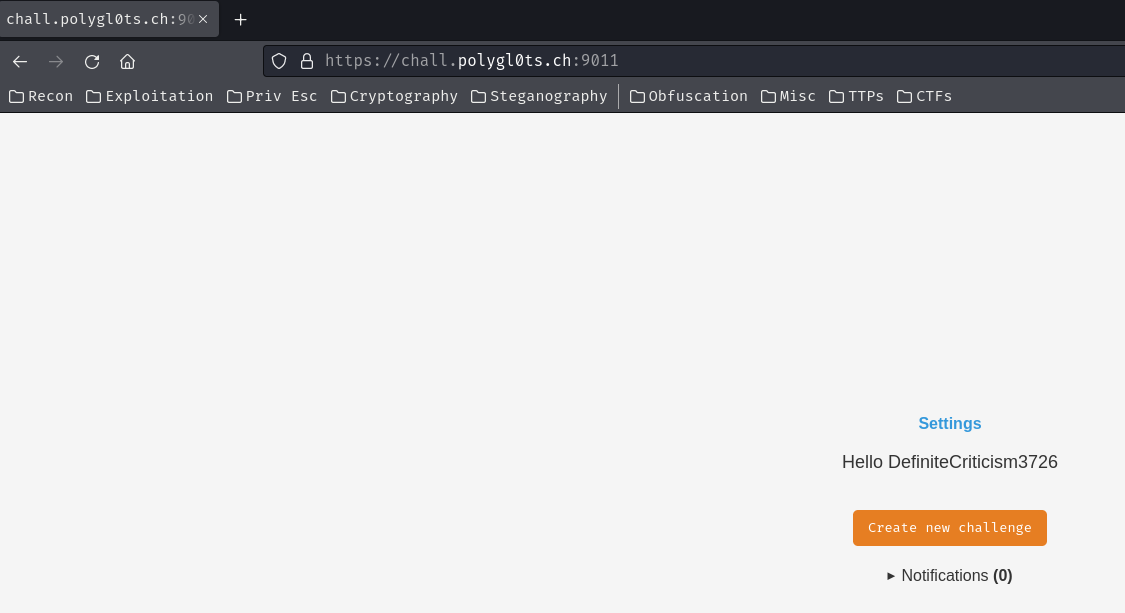 chall.polygl0ts.ch:90
https://chall.polygl0ts.ch:9011
Recon Exploitation Priv Esc Cryptography Steganography Obfuscation Misc TTPs CTFs
Settings
Hello DefiniteCriticism3726
Create new challenge
▸ Notifications (0)